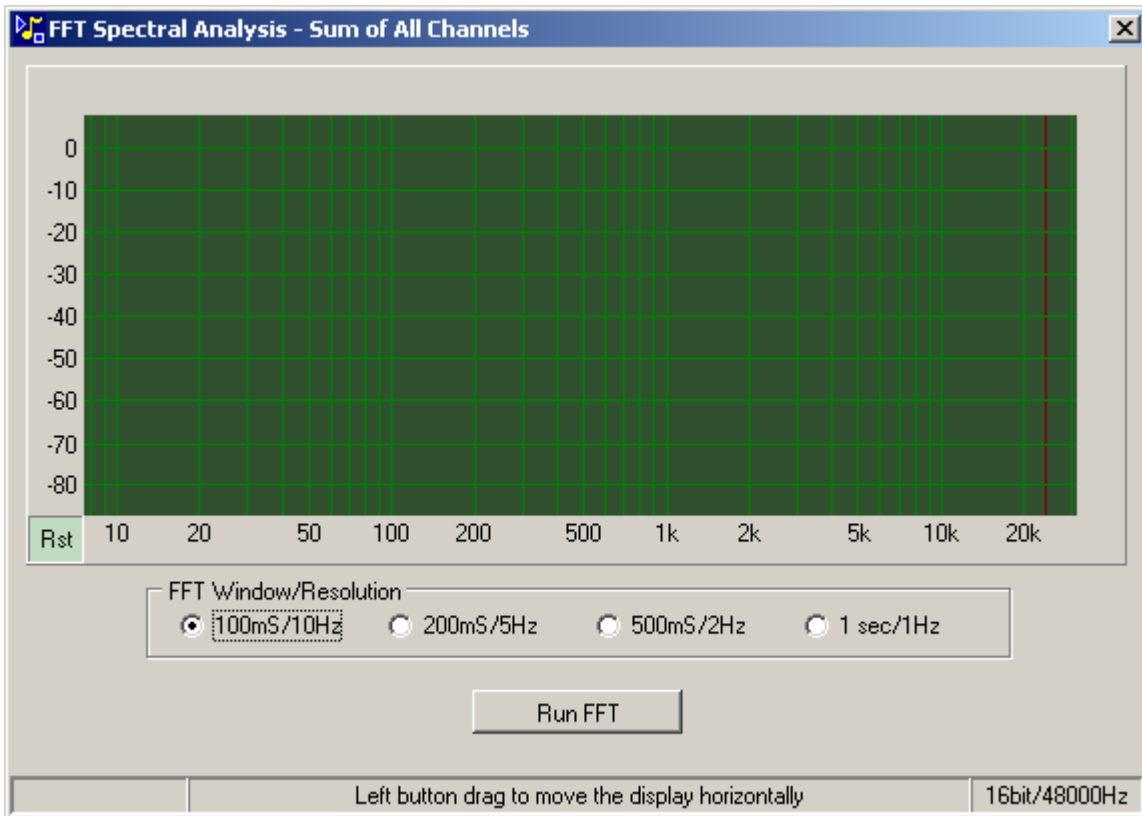 FFT Spectral Analysis - Sum of All Channels
0
-10
-20
-30
-40
-50
-60
-70
-80
Rst 10 20 50 100 200 500 1k 2k 5k 10k 20k
FFT Window/Resolution
100mS/10Hz 200mS/5Hz 500mS/2Hz 1 sec/1Hz
Run FFT
Left button drag to move the display horizontally 16bit/48000Hz